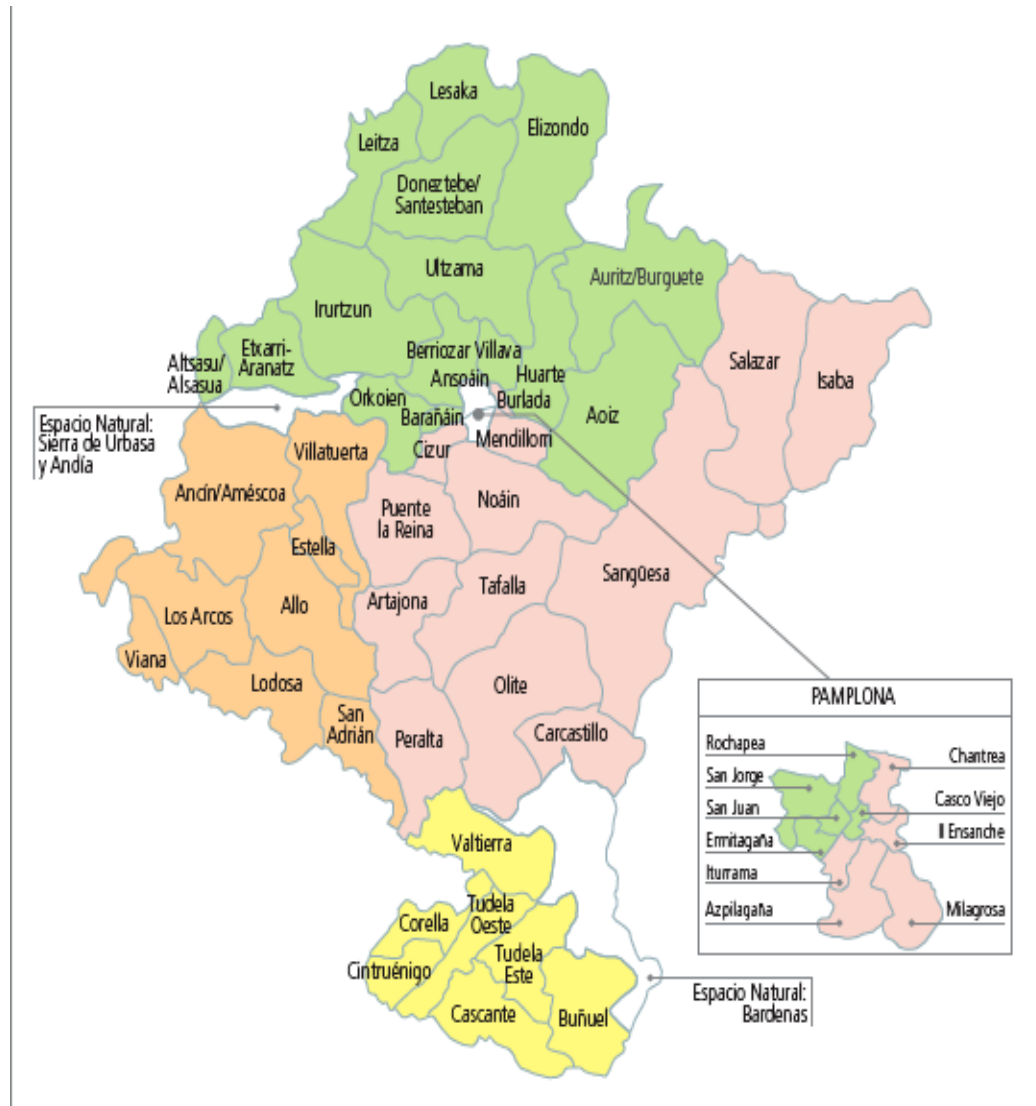 Lesaka
Elizondo
Leitza
Doneztebe/
Santesteban
Ultzama
Auritz/Burguete
Irurtzun
Salazar
Isaba
Altsasu/
Alsasua
Etxarri-
Aranatz
Berriozar Villava
Ansoáin
Huarte
Burlada
Orkoien
Barañáin
Aoiz
Cizur
Mendillorri
Espacio Natural:
Sierra de Urbasa
y Andía
Villatuerta
Ancín/Améscoa
Puente
la Reina
Noáin
Estella
Tafalla
Sangüesa
Artajona
Allo
Los Arcos
Viana
Lodosa
Olite
San
Adrián
Peralta
Carcastillo
PAMPLONA
Rochapea
Chantrea
San Jorge
Casco Viejo
San Juan
II Ensanche
Ermitagaña
Iturrama
Azpilagaña
Milagrosa
Valtierra
Tudela
Oeste
Corella
Tudela
Este
Cintruénigo
Cascante
Buñuel
Espacio Natural:
Bardenas